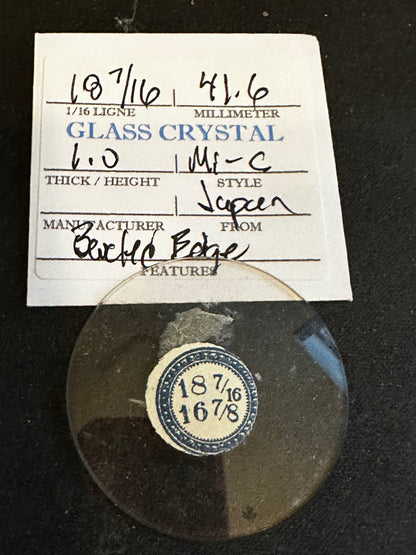 18 7/16 41.6
1/16 LIGNE MILLIMETER
GLASS CRYSTAL
1.0 MI-C
THICK / HEIGHT STYLE
Japan
MANUFACTURER FROM
Edge
FEATURES
18 7/16
16 7/8